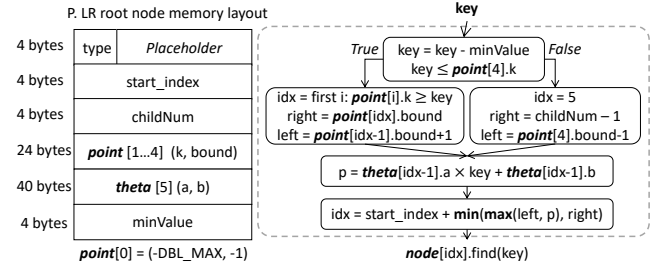 P. LR root node memory layout
4 bytes type Placeholder
4 bytes start_index
4 bytes childNum
24 bytes point [1...4] (k, bound)
40 bytes theta [5] (a, b)
4 bytes minValue
point[0] = (-DBL_MAX, -1)
key
True
key = key - minValue
key ≤ point[4].k
False
idx = first i: point[i].k ≥ key
right = point[idx].bound
left = point[idx-1].bound+1
idx = 5
right = childNum − 1
left = point[4].bound-1
p = theta[idx-1].a × key + theta[idx-1].b
idx = start_index + min(max(left, p), right)
node[idx].find(key)